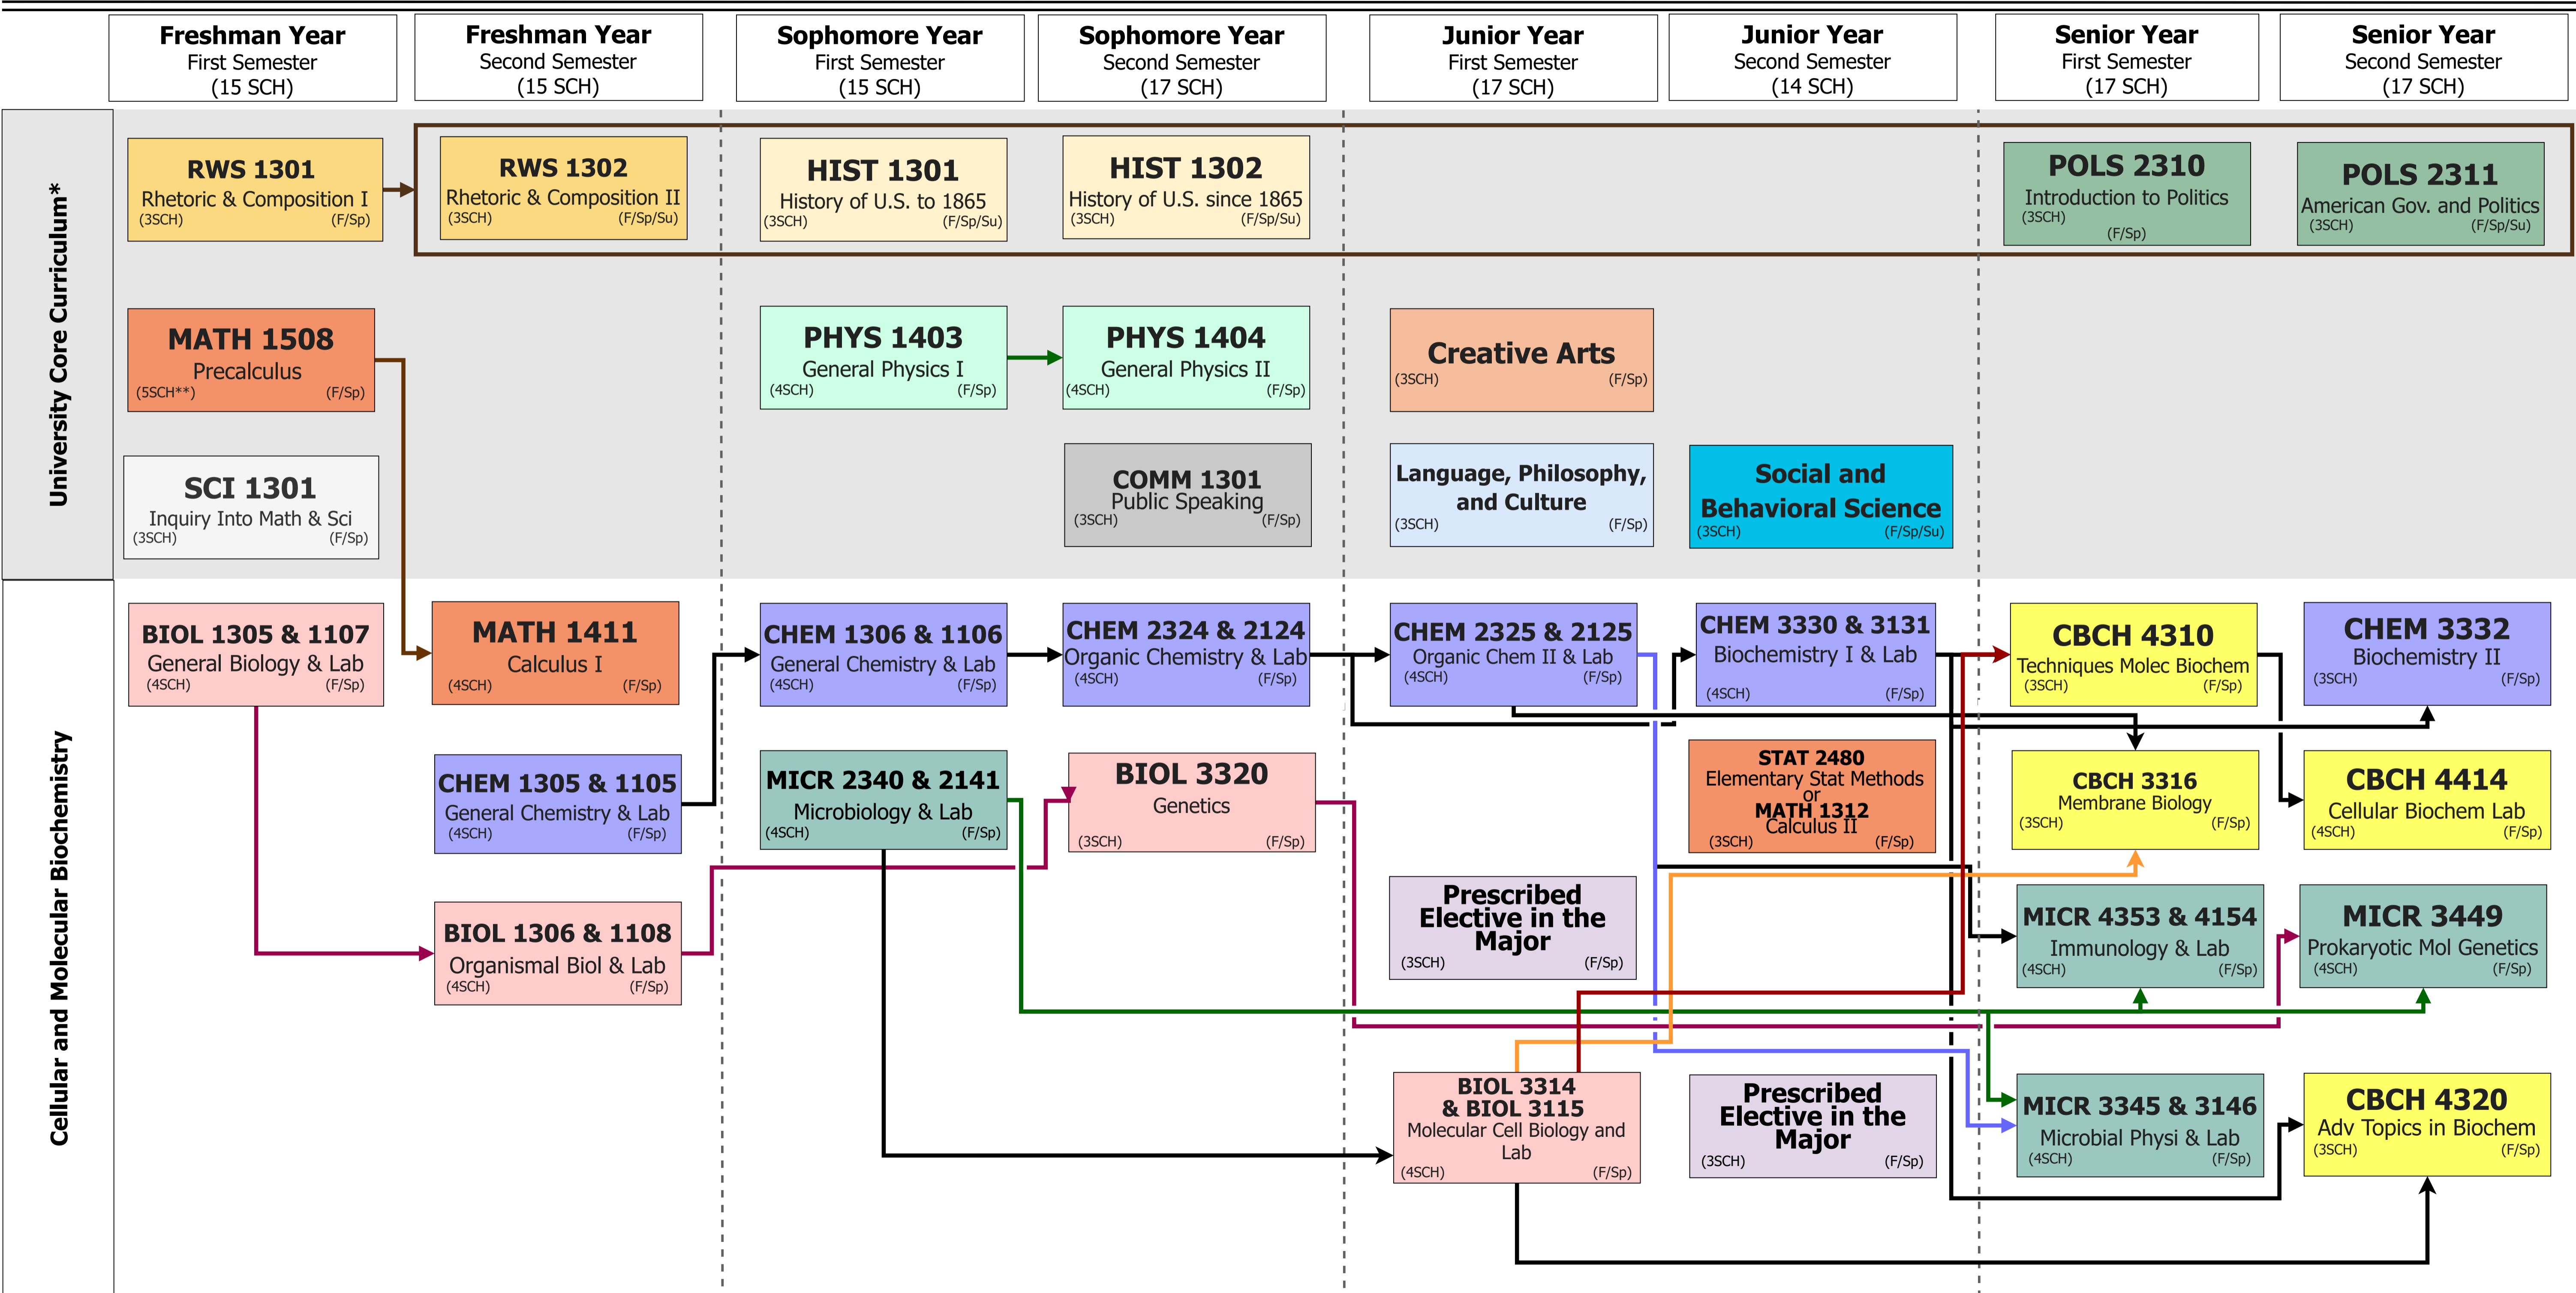 Freshman Year
First Semester
(15 SCH)
Freshman Year
Second Semester
(15 SCH)
Sophomore Year
First Semester
(15 SCH)
Sophomore Year
Second Semester
(17 SCH)
Junior Year
First Semester
(17 SCH)
Junior Year
Second Semester
(14 SCH)
Senior Year
First Semester
(17 SCH)
Senior Year
Second Semester
(17 SCH)
University Core Curriculum*
RWS 1301
Rhetoric & Composition I
(3SCH) (F/Sp)
RWS 1302
Rhetoric & Composition II
(3SCH) (F/Sp/Su)
HIST 1301
History of U.S. to 1865
(3SCH) (F/Sp/Su)
HIST 1302
History of U.S. since 1865
(3SCH) (F/Sp/Su)
POLS 2310
Introduction to Politics
(3SCH)
(F/Sp)
POLS 2311
American Gov. and Politics
(3SCH) (F/Sp/Su)
MATH 1508
Precalculus
(5SCH**) (F/Sp)
PHYS 1403
General Physics I
(4SCH) (F/Sp)
PHYS 1404
General Physics II
(4SCH) (F/Sp)
Creative Arts
(3SCH) (F/Sp)
SCI 1301
Inquiry Into Math & Sci
(3SCH) (F/Sp)
COMM 1301
Public Speaking
(3SCH) (F/Sp)
Language, Philosophy,
and Culture
(3SCH) (F/Sp)
Social and
Behavioral Science
(3SCH) (F/Sp/Su)
Cellular and Molecular Biochemistry
BIOL 1305 & 1107
General Biology & Lab
(4SCH) (F/Sp)
MATH 1411
Calculus I
(4SCH) (F/Sp)
CHEM 1306 & 1106
General Chemistry & Lab
(4SCH) (F/Sp)
CHEM 2324 & 2124
Organic Chemistry & Lab
(4SCH) (F/Sp)
CHEM 2325 & 2125
Organic Chem II & Lab
(4SCH) (F/Sp)
CHEM 3330 & 3131
Biochemistry I & Lab
(4SCH) (F/Sp)
CBCH 4310
Techniques Molec Biochem
(3SCH) (F/Sp)
CHEM 3332
Biochemistry II
(3SCH) (F/Sp)
CHEM 1305 & 1105
General Chemistry & Lab
(4SCH) (F/Sp)
MICR 2340 & 2141
Microbiology & Lab
(4SCH) (F/Sp)
BIOL 3320
Genetics
(3SCH) (F/Sp)
STAT 2480
Elementary Stat Methods
or
MATH 1312
Calculus II
(3SCH) (F/Sp)
CBCH 3316
Membrane Biology
(3SCH) (F/Sp)
CBCH 4414
Cellular Biochem Lab
(4SCH) (F/Sp)
BIOL 1306 & 1108
Organismal Biol & Lab
(4SCH) (F/Sp)
Prescribed
Elective in the
Major
(3SCH) (F/Sp)
MICR 4353 & 4154
Immunology & Lab
(4SCH) (F/Sp)
MICR 3449
Prokaryotic Mol Genetics
(4SCH) (F/Sp)
BIOL 3314
& BIOL 3115
Molecular Cell Biology and
Lab
(4SCH) (F/Sp)
Prescribed
Elective in the
Major
(3SCH) (F/Sp)
MICR 3345 & 3146
Microbial Physi & Lab
(4SCH) (F/Sp)
CBCH 4320
Adv Topics in Biochem
(3SCH) (F/Sp)